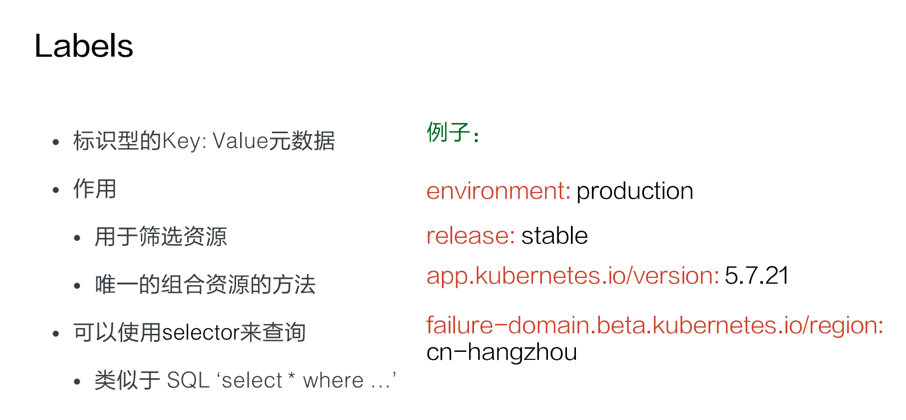 Labels
标识型的Key: Value元数据
作用
用于筛选资源
唯一的组合资源的方法
可以使用selector来查询
类似于 SQL ‘select * where ...’
例子：
environment: production
release: stable
app.kubernetes.io/version: 5.7.21
failure-domain.beta.kubernetes.io/region:
cn-hangzhou